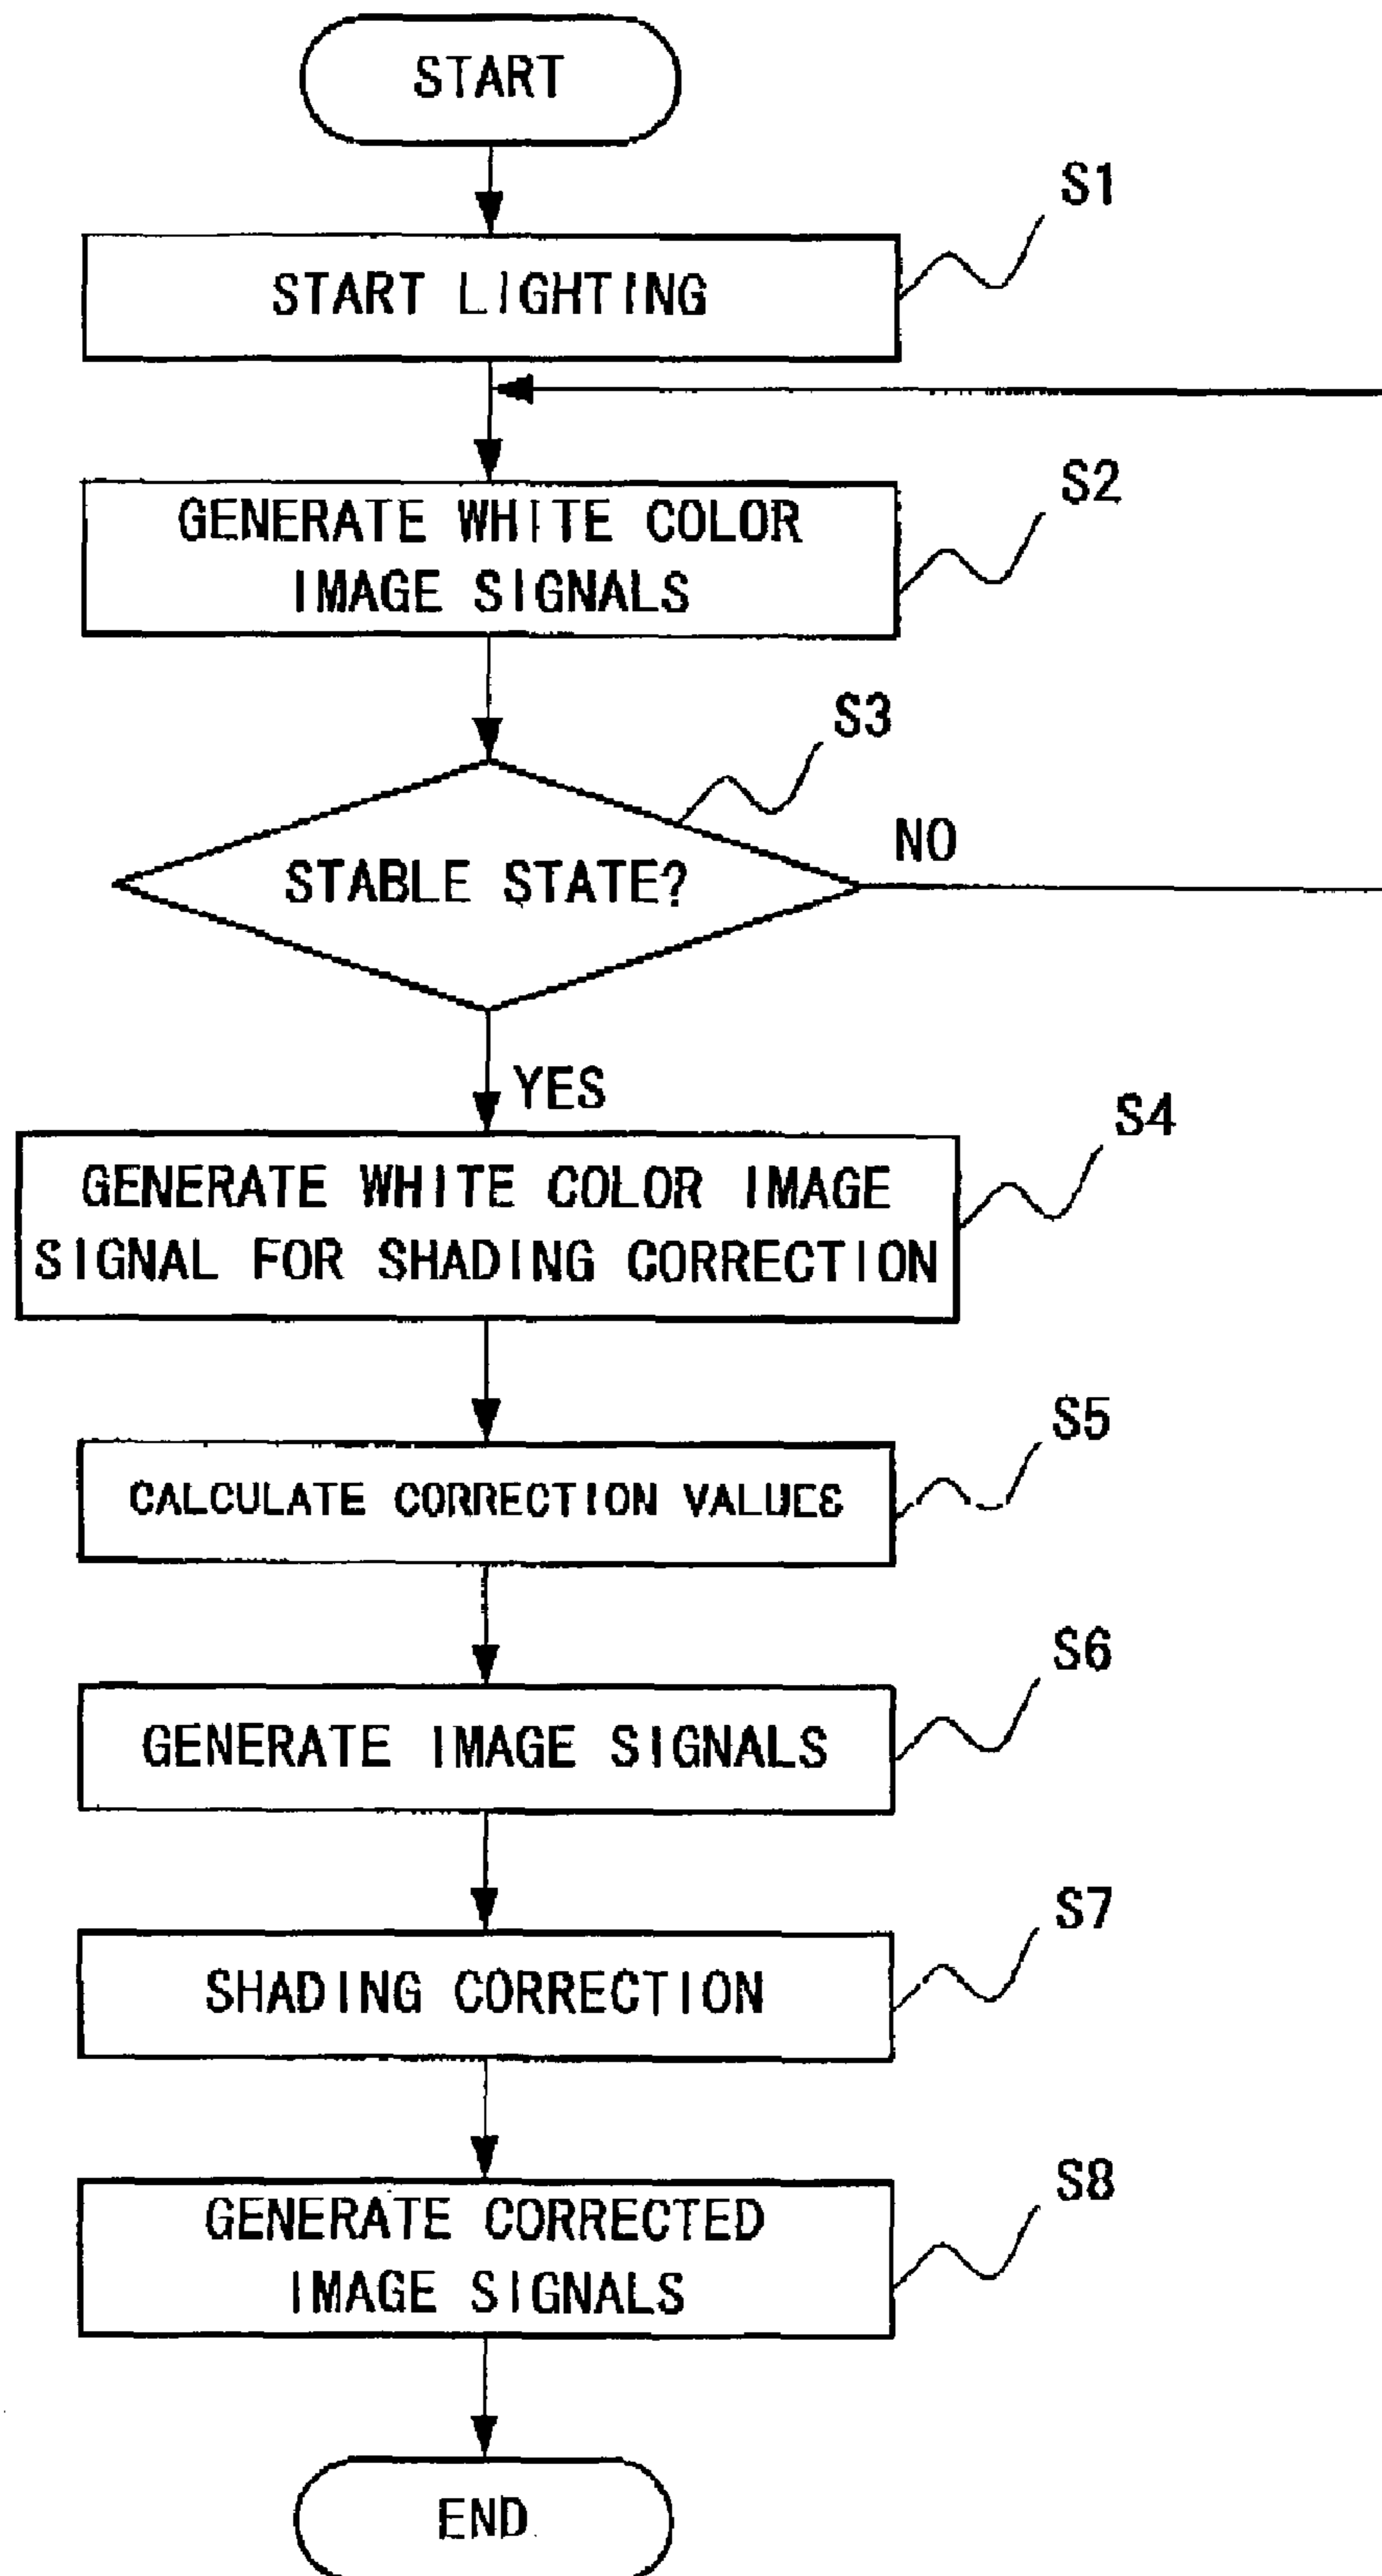 START
S1
START LIGHTING
S2
GENERATE WHITE COLOR
IMAGE SIGNALS
S3
STABLE STATE?
NO
YES
S4
GENERATE WHITE COLOR IMAGE
SIGNAL FOR SHADING CORRECTION
S5
CALCULATE CORRECTION VALUES
S6
GENERATE IMAGE SIGNALS
S7
SHADING CORRECTION
S8
GENERATE CORRECTED
IMAGE SIGNALS
END